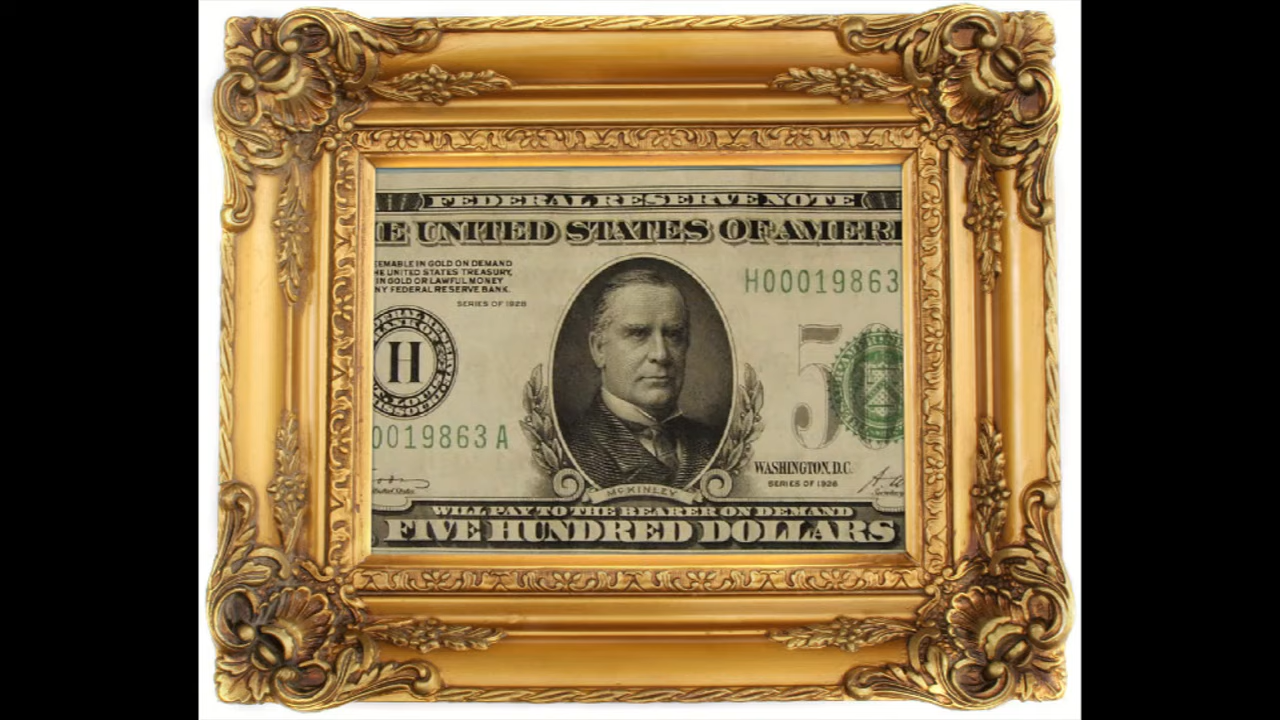 FEDERAL RESERVE NOTE
E UNITED STATES OF AMERI
EMABLE IN GOLD ON DEMAND
HE UNITED STATES TREASURY,
IN GOLD OR LAWFUL MONEY
NY FEDERAL RESERVE BANK.
SERIES OF 1928
H00019863
H
50
0019863 A
WASHINGTON, D.C.
SERIES OF 1928
McKINLEY
WILL PAY TO THE BEARER ON DEMAND
FIVE HUNDRED DOLLARS